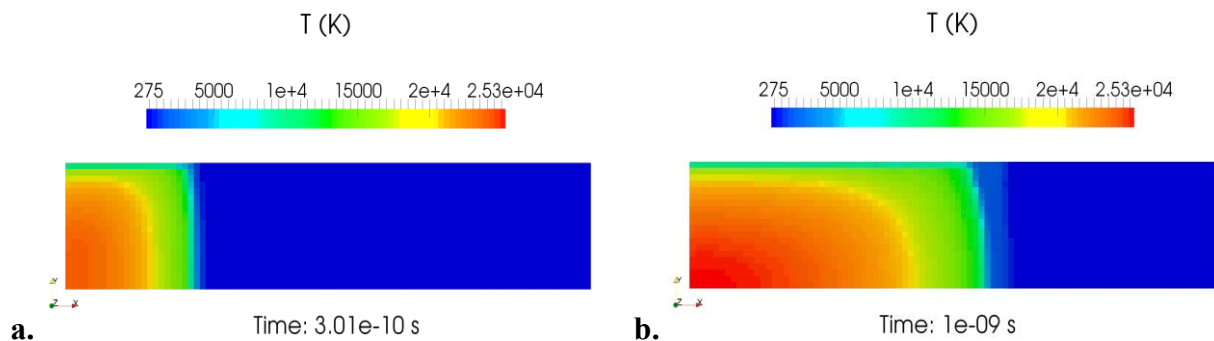 T (K)
275 5000 1e+4 15000 2e+4 2.53e+04
Y
Z X
a. Time: 3.01e-10 s
T (K)
275 5000 1e+4 15000 2e+4 2.53e+04
Y
Z X
b. Time: 1e-09 s